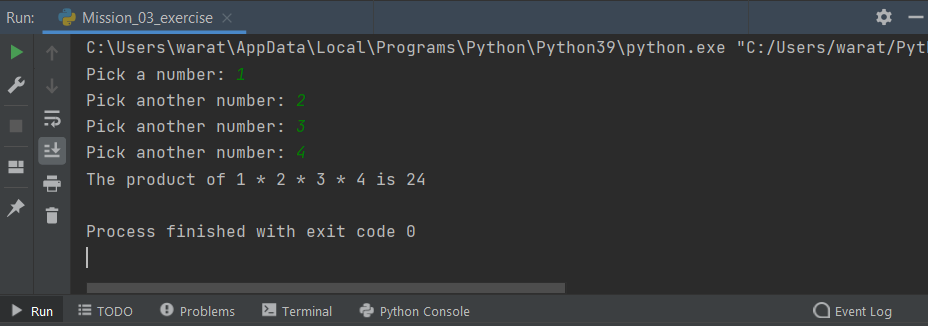 Run: Mission_03_exercise
C:\Users\warat\AppData\Local\Programs\Python\Python39\python.exe "C:/Users/warat/Pyt
Pick a number: 1
Pick another number: 2
Pick another number: 3
Pick another number: 4
The product of 1 * 2 * 3 * 4 is 24
Process finished with exit code 0
Run TODO Problems Terminal Python Console Event Log